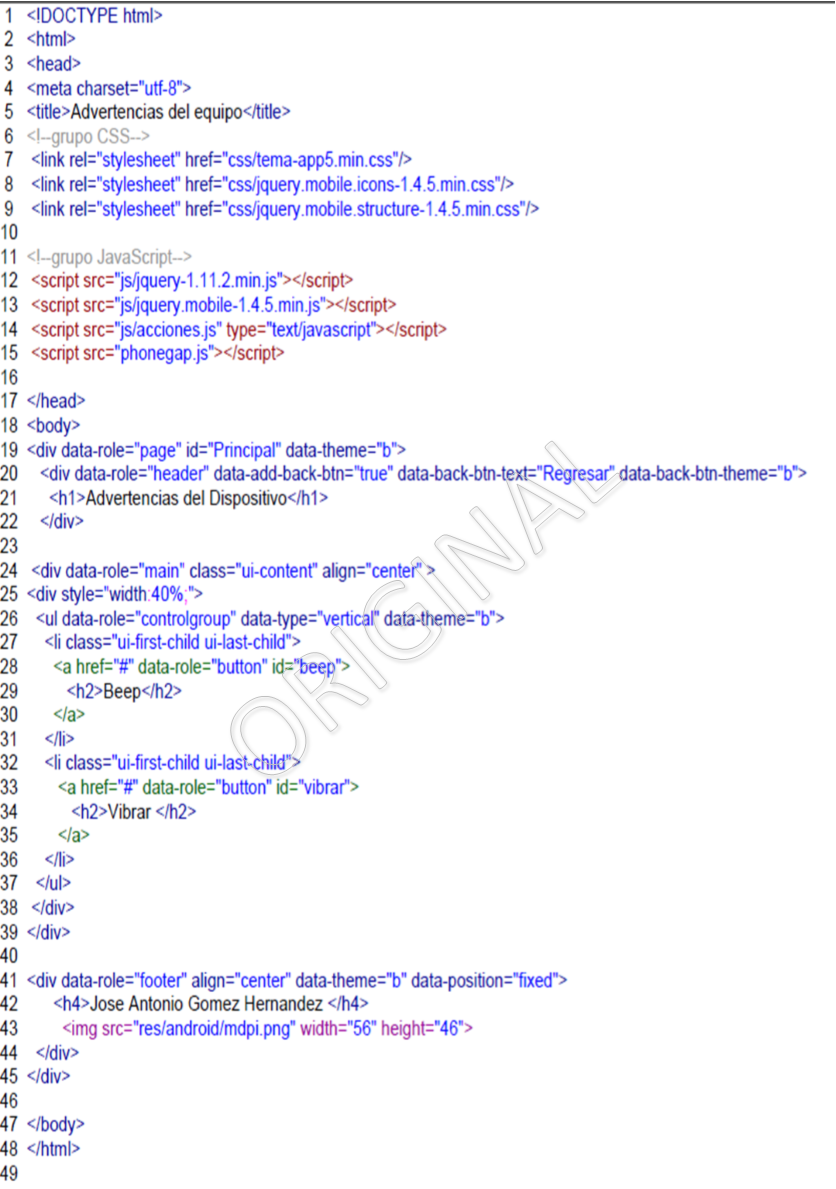 1 <!DOCTYPE html>
2 <html>
3 <head>
4 <meta charset="utf-8">
5 <title>Advertencias del equipo</title>
6 <!--grupo CSS-->
7 <link rel="stylesheet" href="css/tema-app5.min.css"/>
8 <link rel="stylesheet" href="css/jquery.mobile.icons-1.4.5.min.css"/>
9 <link rel="stylesheet" href="css/jquery.mobile.structure-1.4.5.min.css"/>
10
11 <!--grupo JavaScript-->
12 <script src="js/jquery-1.11.2.min.js"></script>
13 <script src="js/jquery.mobile-1.4.5.min.js"></script>
14 <script src="js/acciones.js" type="text/javascript"></script>
15 <script src="phonegap.js"></script>
16
17 </head>
18 <body>
19 <div data-role="page" id="Principal" data-theme="b">
20 <div data-role="header" data-add-back-btn="true" data-back-btn-text="Regresar" data-back-btn-theme="b">
21 <h1>Advertencias del Dispositivo</h1>
22 </div>
23
24 <div data-role="main" class="ui-content" align="center" >
25 <div style="width:40%;">
26 <ul data-role="controlgroup" data-type="vertical" data-theme="b">
27 <li class="ui-first-child ui-last-child">
28 <a href="#" data-role="button" id="beep">
29 <h2>Beep</h2>
30 </a>
31 </li>
32 <li class="ui-first-child ui-last-child">
33 <a href="#" data-role="button" id="vibrar">
34 <h2>Vibrar </h2>
35 </a>
36 </li>
37 </ul>
38 </div>
39 </div>
40
41 <div data-role="footer" align="center" data-theme="b" data-position="fixed">
42 <h4>Jose Antonio Gomez Hernandez </h4>
43 <img src="res/android/mdpi.png" width="56" height="46">
44 </div>
45 </div>
46
47 </body>
48 </html>
49
ORIGINAL